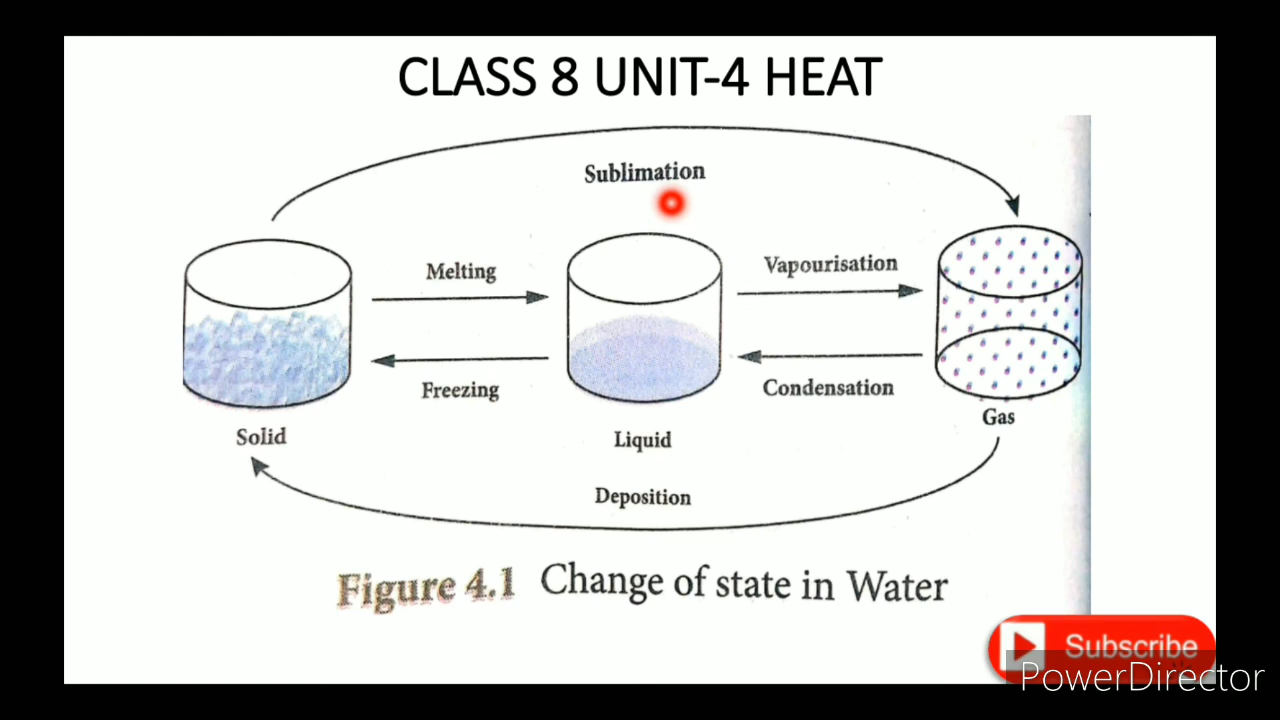 CLASS 8 UNIT-4 HEAT
Sublimation
Melting
Vapourisation
Freezing
Condensation
Solid
Liquid
Gas
Deposition
Figure 4.1 Change of state in Water
Subscribe
PowerDirector